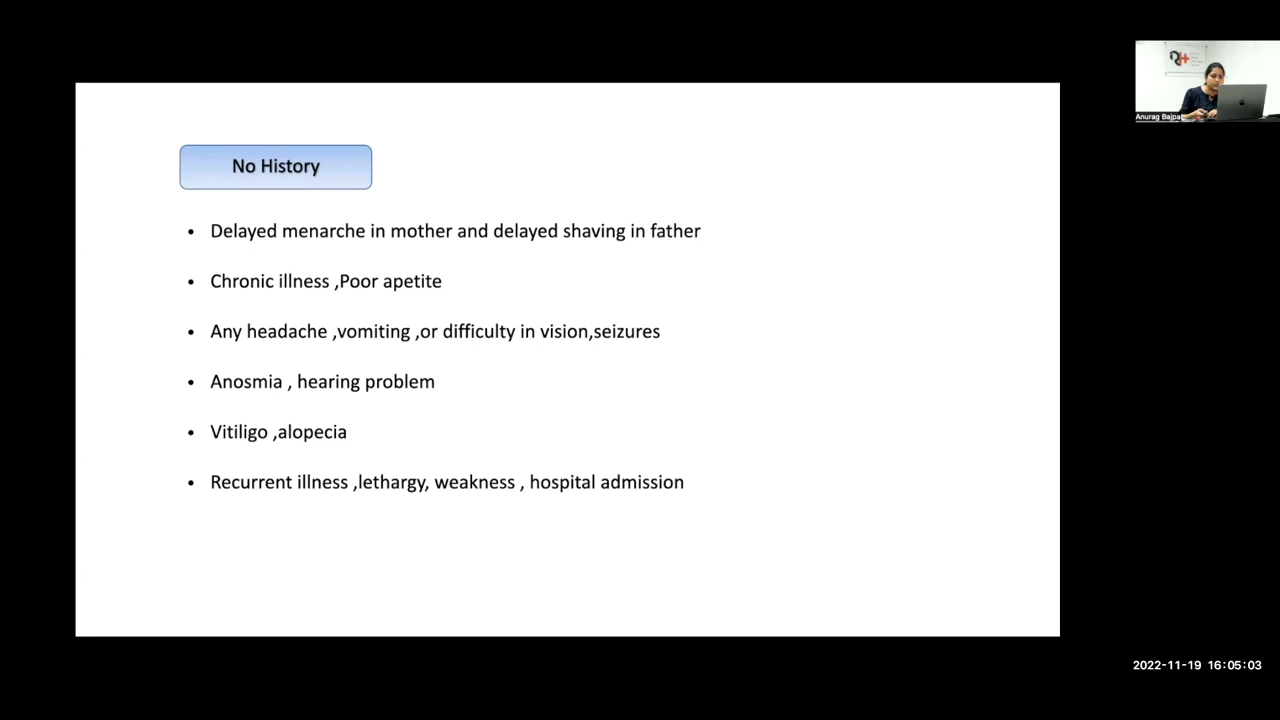 No History
• Delayed menarche in mother and delayed shaving in father
• Chronic illness ,Poor apetite
• Any headache ,vomiting ,or difficulty in vision,seizures
• Anosmia , hearing problem
• Vitiligo ,alopecia
• Recurrent illness ,lethargy, weakness , hospital admission
Anurag Bajpai
2022-11-19 16:05:03